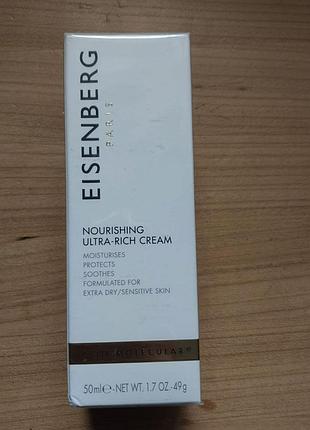 EISENBERG
PARIS
NOURISHING
ULTRA-RICH CREAM
MOISTURISES
PROTECTS
SOOTHES
FORMULATED FOR
EXTRA DRY/SENSITIVE SKIN
MOLECULAR®
50ml℮ - NET WT. 1.7 OZ. - 49g